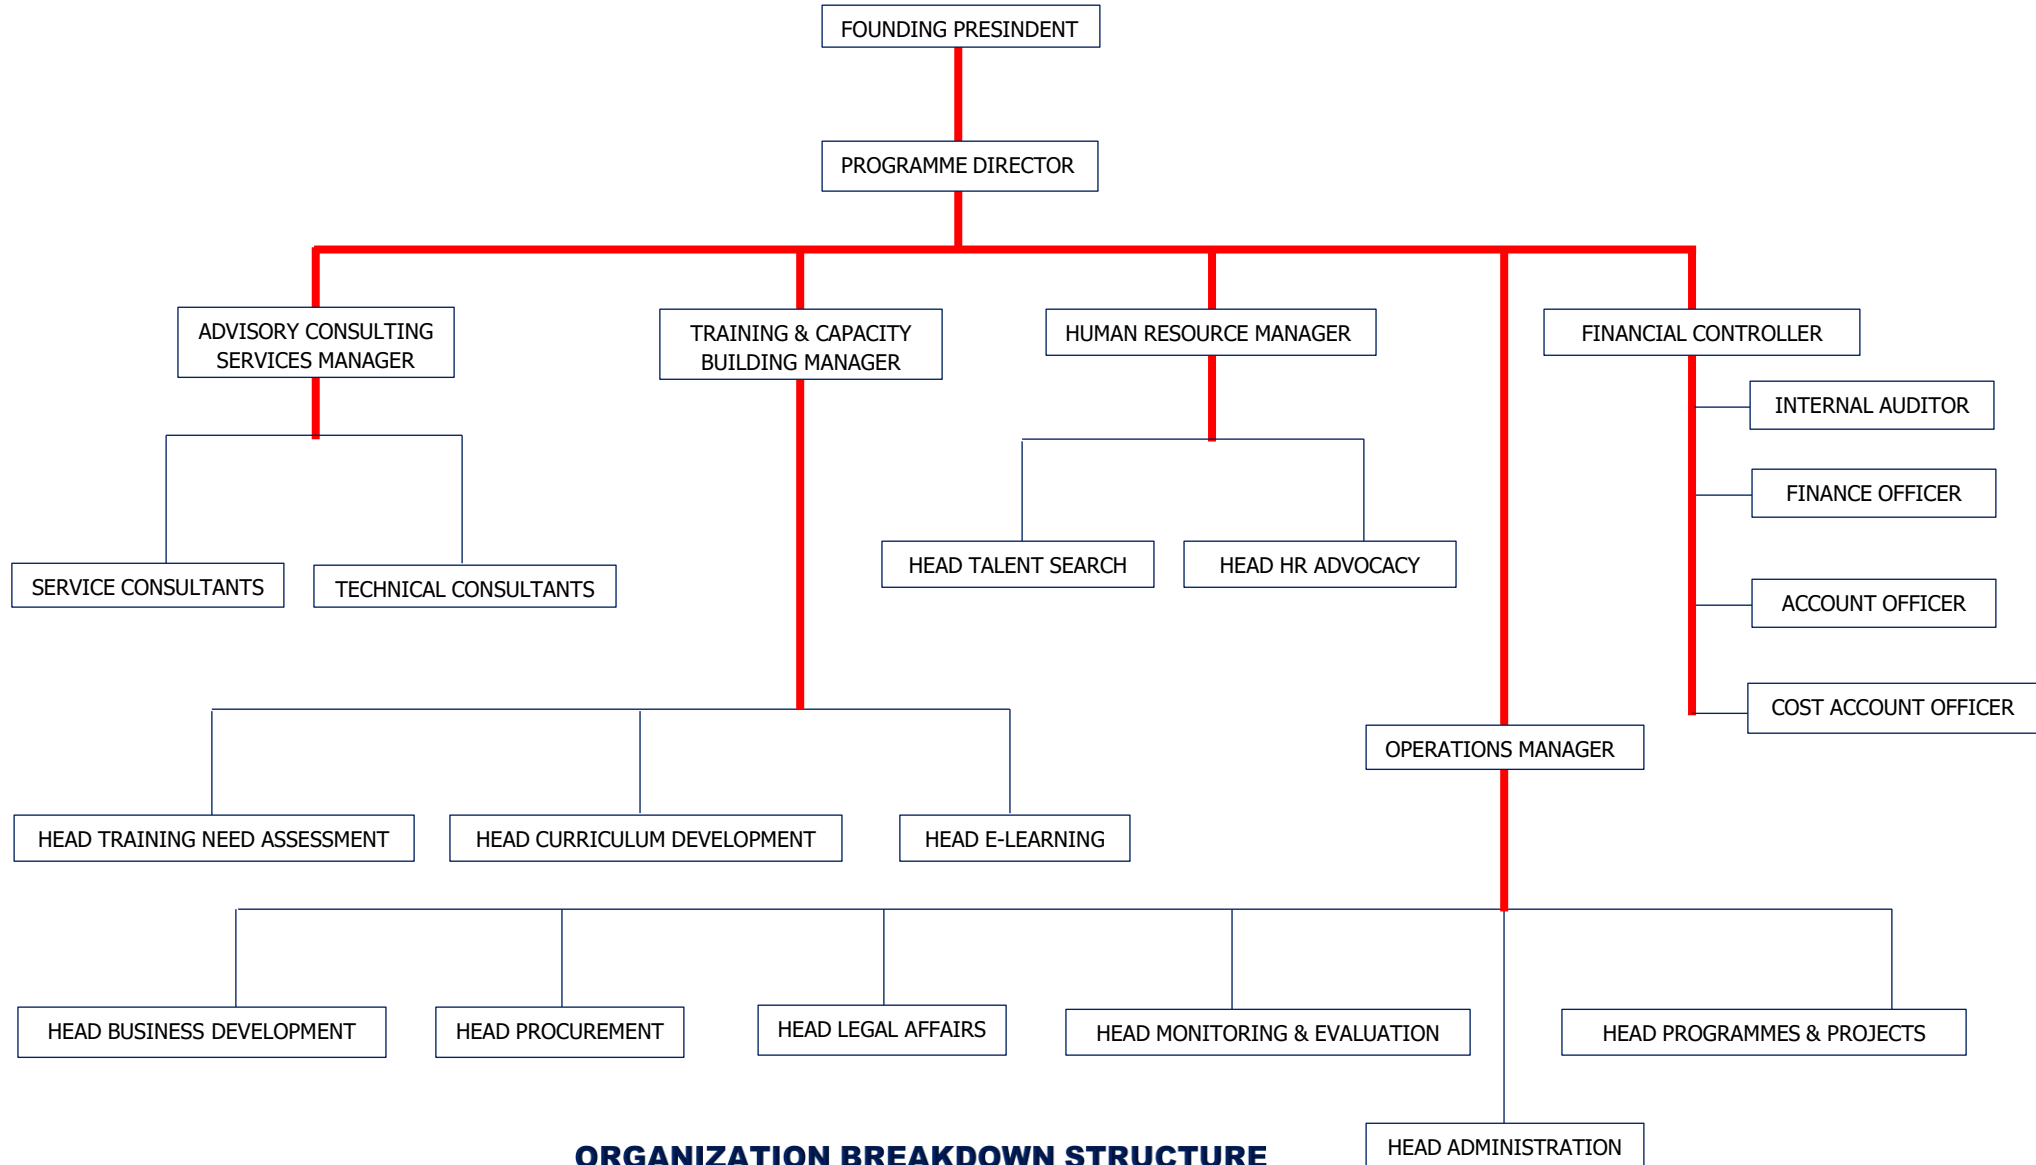 FOUNDING PRESINDENT
PROGRAMME DIRECTOR
ADVISORY CONSULTING
SERVICES MANAGER
TRAINING & CAPACITY
BUILDING MANAGER
HUMAN RESOURCE MANAGER
FINANCIAL CONTROLLER
INTERNAL AUDITOR
FINANCE OFFICER
ACCOUNT OFFICER
COST ACCOUNT OFFICER
SERVICE CONSULTANTS
TECHNICAL CONSULTANTS
HEAD TALENT SEARCH
HEAD HR ADVOCACY
OPERATIONS MANAGER
HEAD TRAINING NEED ASSESSMENT
HEAD CURRICULUM DEVELOPMENT
HEAD E-LEARNING
HEAD BUSINESS DEVELOPMENT
HEAD PROCUREMENT
HEAD LEGAL AFFAIRS
HEAD MONITORING & EVALUATION
HEAD PROGRAMMES & PROJECTS
HEAD ADMINISTRATION
ORGANIZATION BREAKDOWN STRUCTURE